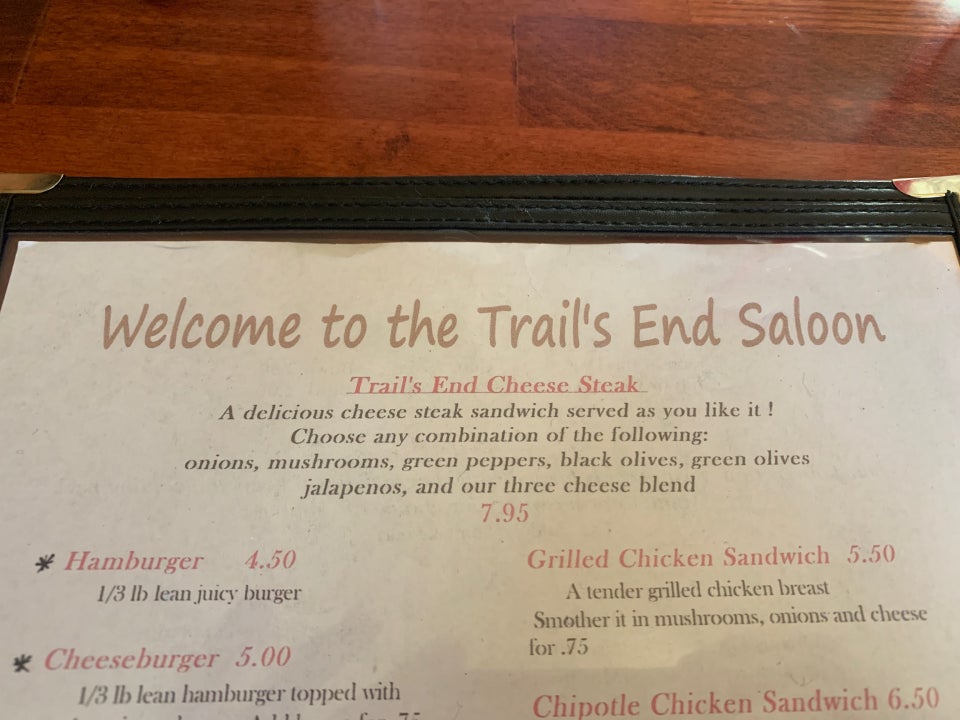 Welcome to the Trail's End Saloon
Trail's End Cheese Steak
A delicious cheese steak sandwich served as you like it !
Choose any combination of the following:
onions, mushrooms, green peppers, black olives, green olives
jalapenos, and our three cheese blend
7.95
* Hamburger 4.50
1/3 lb lean juicy burger
* Cheeseburger 5.00
1/3 lb lean hamburger topped with
Grilled Chicken Sandwich 5.50
A tender grilled chicken breast
Smother it in mushrooms, onions and cheese
for .75
Chipotle Chicken Sandwich 6.50